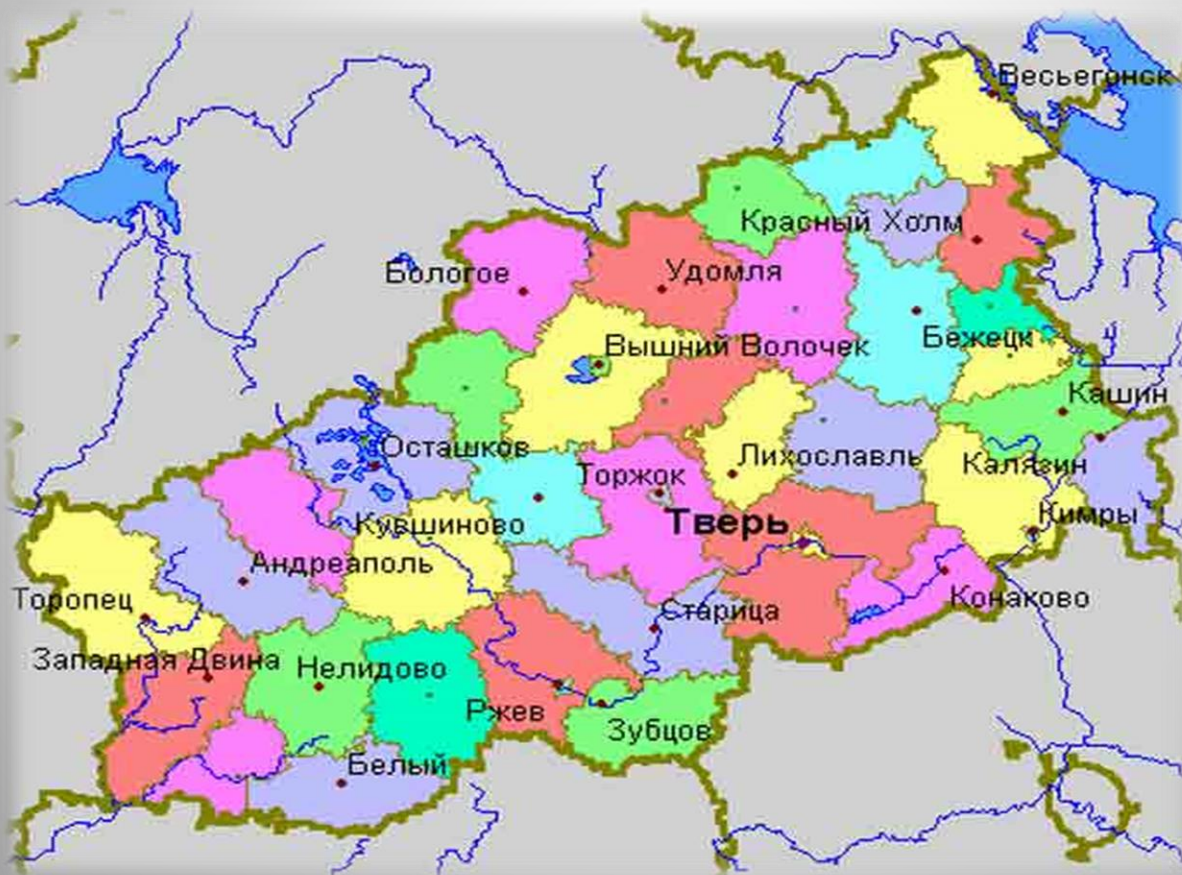 Весьегонск
Красный Холм
Бологое
Удомля
Вышний Волочек
Бежецк
Кашин
Осташков
Лихославль
Калязин
Торжок
Кувшиново
Тверь
Кимры
Андреаполь
Торопец
Старица
Конаково
Западная Двина
Нелидово
Ржев
Зубцов
Белый